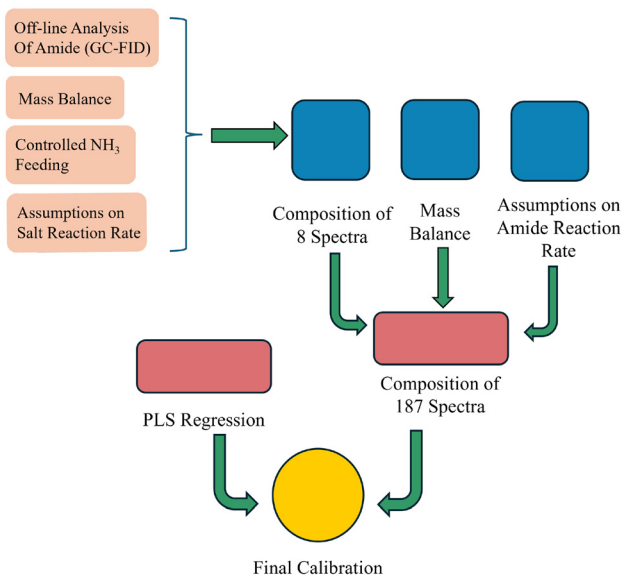 Off-line Analysis
Of Amide (GC-FID)
Mass Balance
Controlled NH₃
Feeding
Assumptions on
Salt Reaction Rate
Composition of
8 Spectra
Mass
Balance
Assumptions on
Amide Reaction
Rate
Composition of
187 Spectra
PLS Regression
Final Calibration